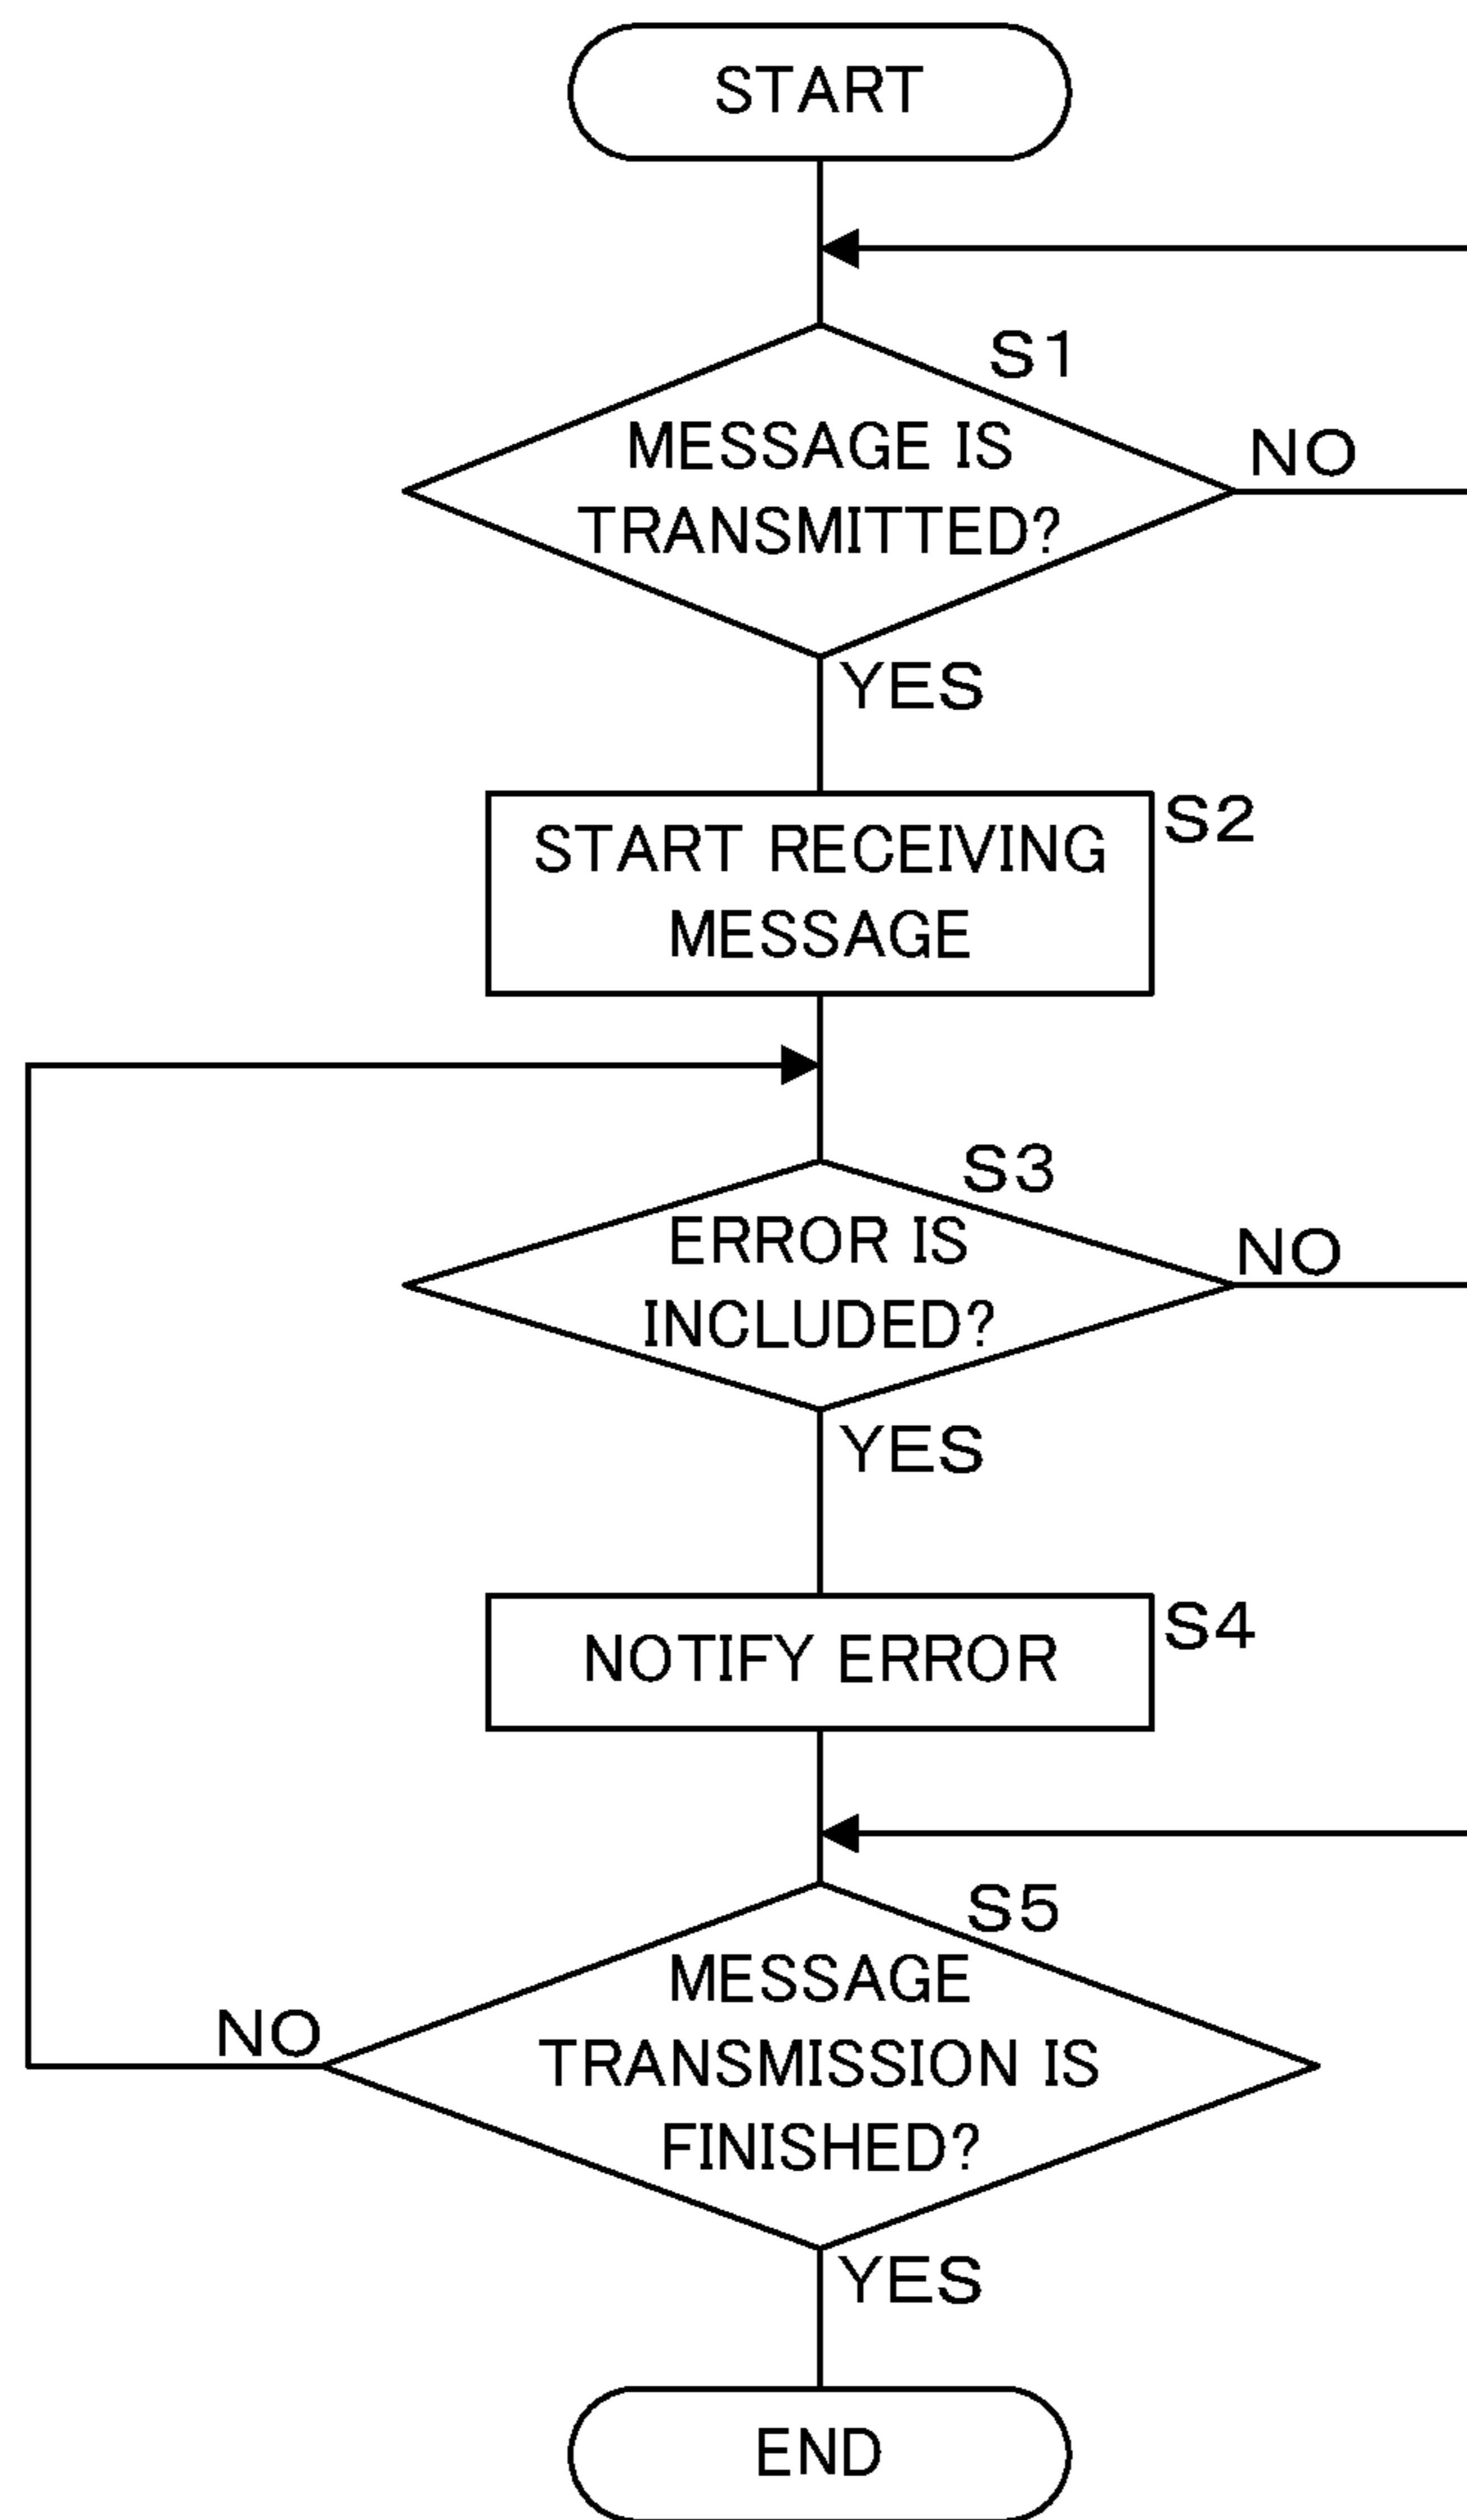 START
S1
MESSAGE IS
TRANSMITTED?
NO
YES
S2
START RECEIVING
MESSAGE
S3
ERROR IS
INCLUDED?
NO
YES
S4
NOTIFY ERROR
S5
MESSAGE
TRANSMISSION IS
FINISHED?
NO
YES
END